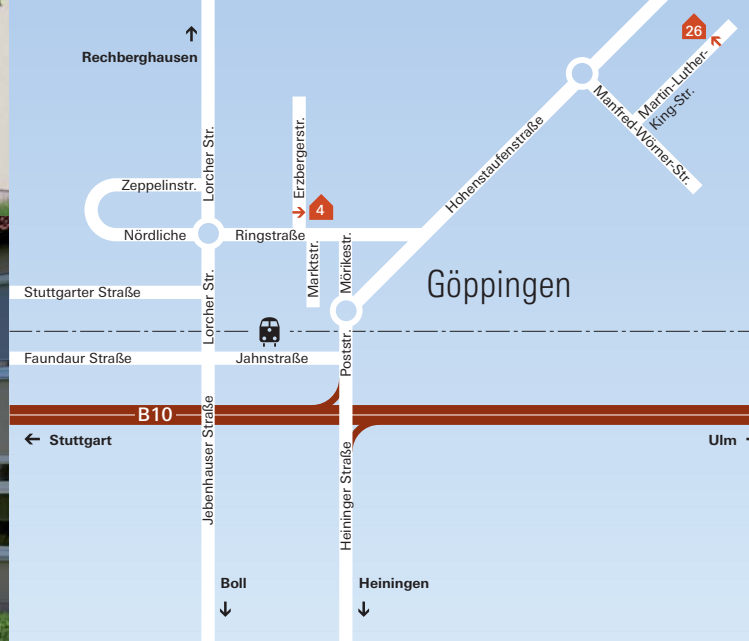 26
Rechberghausen
Martin-Luther-
King-Str.
Manfred-Wörner-Str.
Lorcher Str.
Erzbergerstr.
Hohenstaufenstraße
Zeppelinstr.
4
Nördliche
Ringstraße
Marktstr.
Mörikestr.
Göppingen
Stuttgarter Straße
Lorcher Str.
Faundaur Straße
Jahnstraße
Poststr.
B10
Stuttgart
Ulm
Jebenhauser Straße
Heininger Straße
Boll
Heiningen